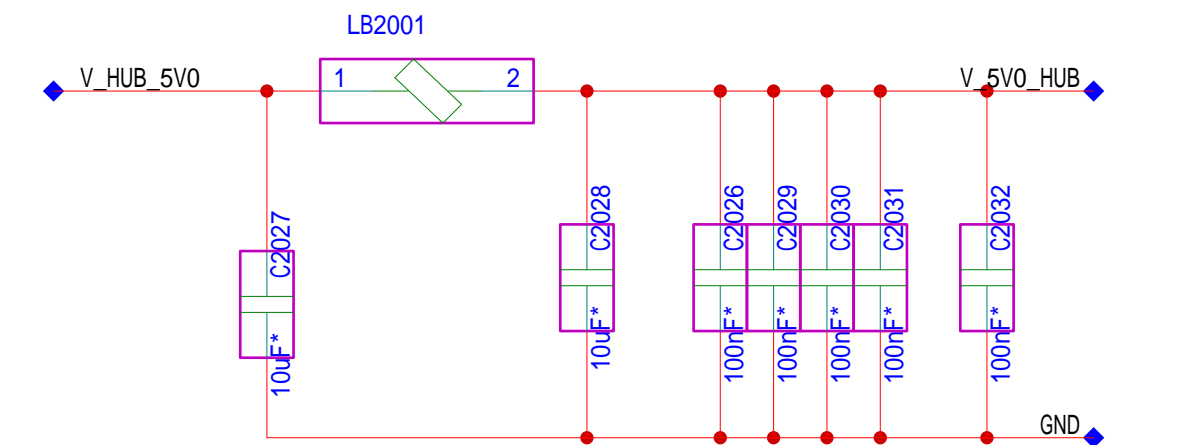 LB2001
V_HUB_5V0
1
2
V_5V0_HUB
C2027
10uF*
C2028
10uF*
C2026
100nF*
C2029
100nF*
C2030
100nF*
C2031
100nF*
C2032
100nF*
GND